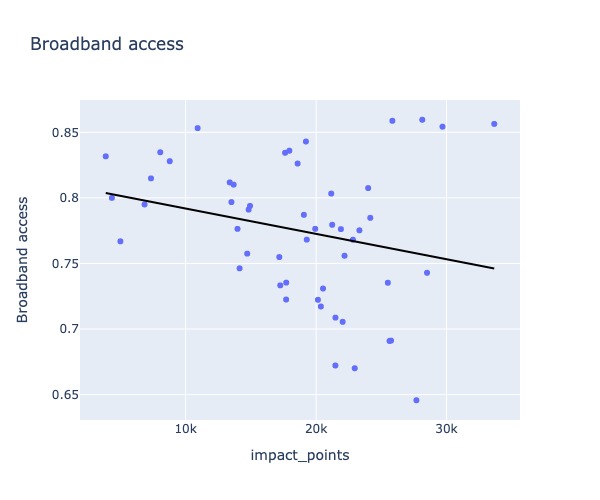 Broadband access
0.85
0.8
0.75
0.7
0.65
Broadband access
10k
20k
30k
impact_points